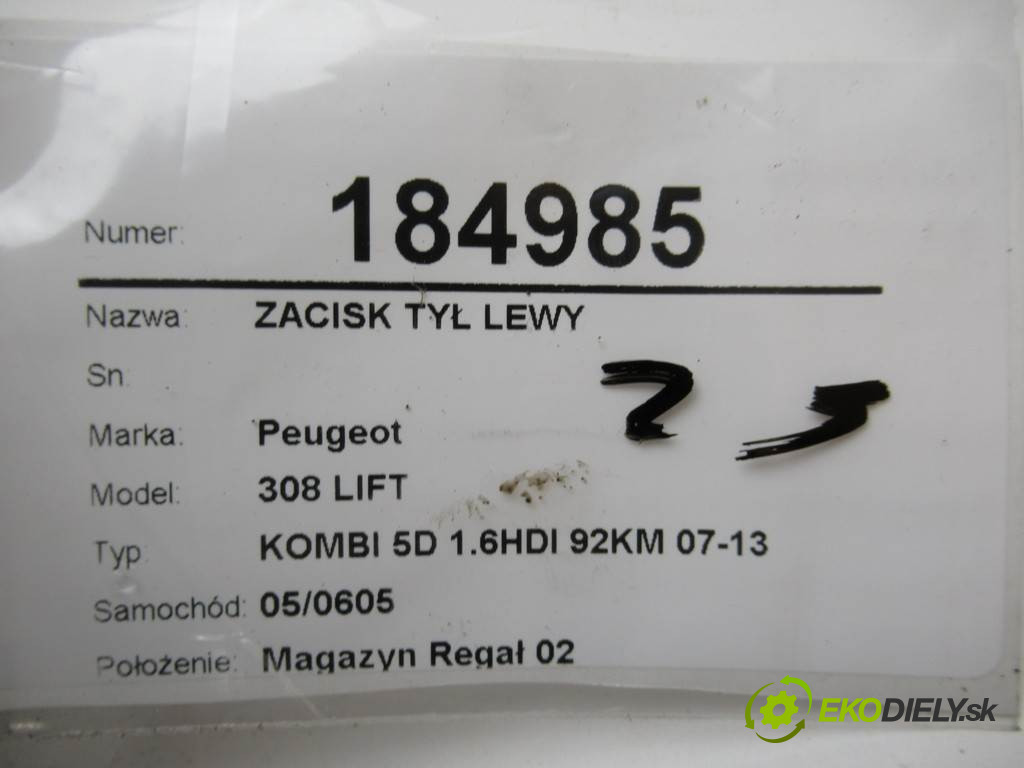 Numer: 184985
Nazwa: ZACISK TYŁ LEWY
Sn:
25
Marka: Peugeot
Model: 308 LIFT
Typ: KOMBI 5D 1.6HDI 92KM 07-13
Samochód: 05/0605
Położenie: Magazyn Regał 02
EKODIELY.sk